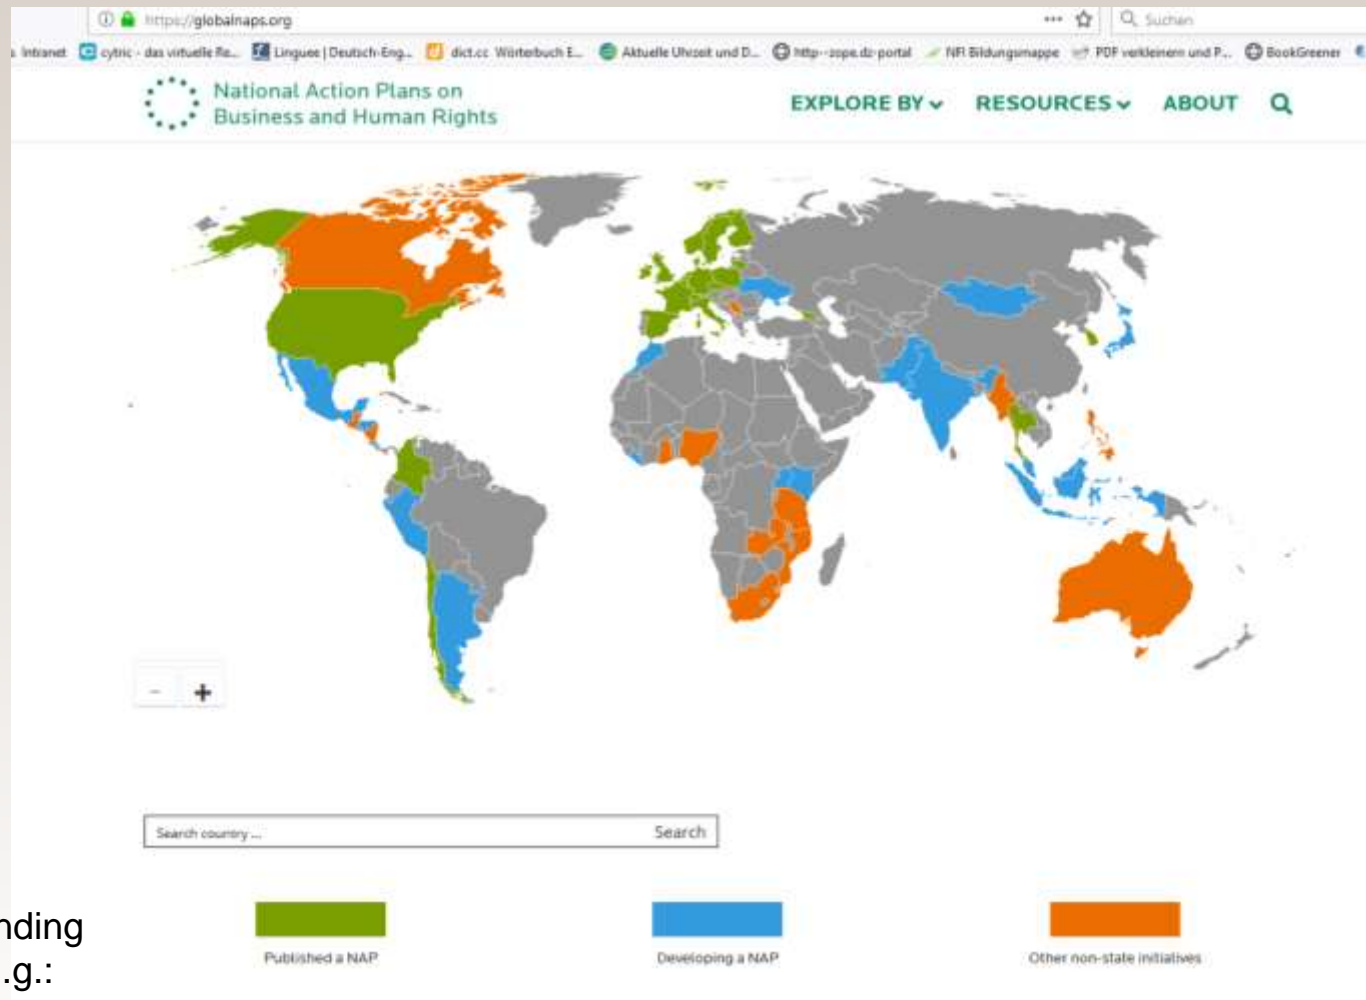 https://globalnaps.org
Suchen
Intranet
cytric - das virtuelle Re...
Linguee | Deutsch-Eng...
dict.cc Wörterbuch E...
Aktuelle Uhrzeit und D...
http--zope.dz-portal
NFI Bildungsmappe
PDF verkleinern und P...
BookGreener
National Action Plans on
Business and Human Rights
EXPLORE BY
RESOURCES
ABOUT
Search country ...
Search
nding
.g.:
Published a NAP
Developing a NAP
Other non-state initiatives